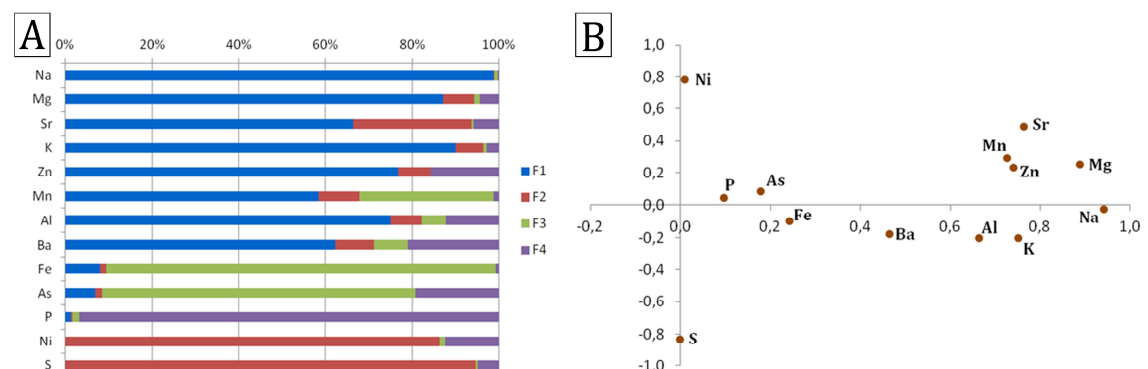 A
0% 20% 40% 60% 80% 100%
Na
Mg
Sr
K
Zn
Mn
Al
Ba
Fe
As
P
Ni
S
F1
F2
F3
F4
B
1,0
0,8
0,6
0,4
0,2
0,0
-0,2
-0,4
-0,6
-0,8
-1,0
-0,2 0,0 0,2 0,4 0,6 0,8 1,0
Ni
Sr
Mn
Zn
Mg
P
As
Fe
Na
Ba
Al
K
S